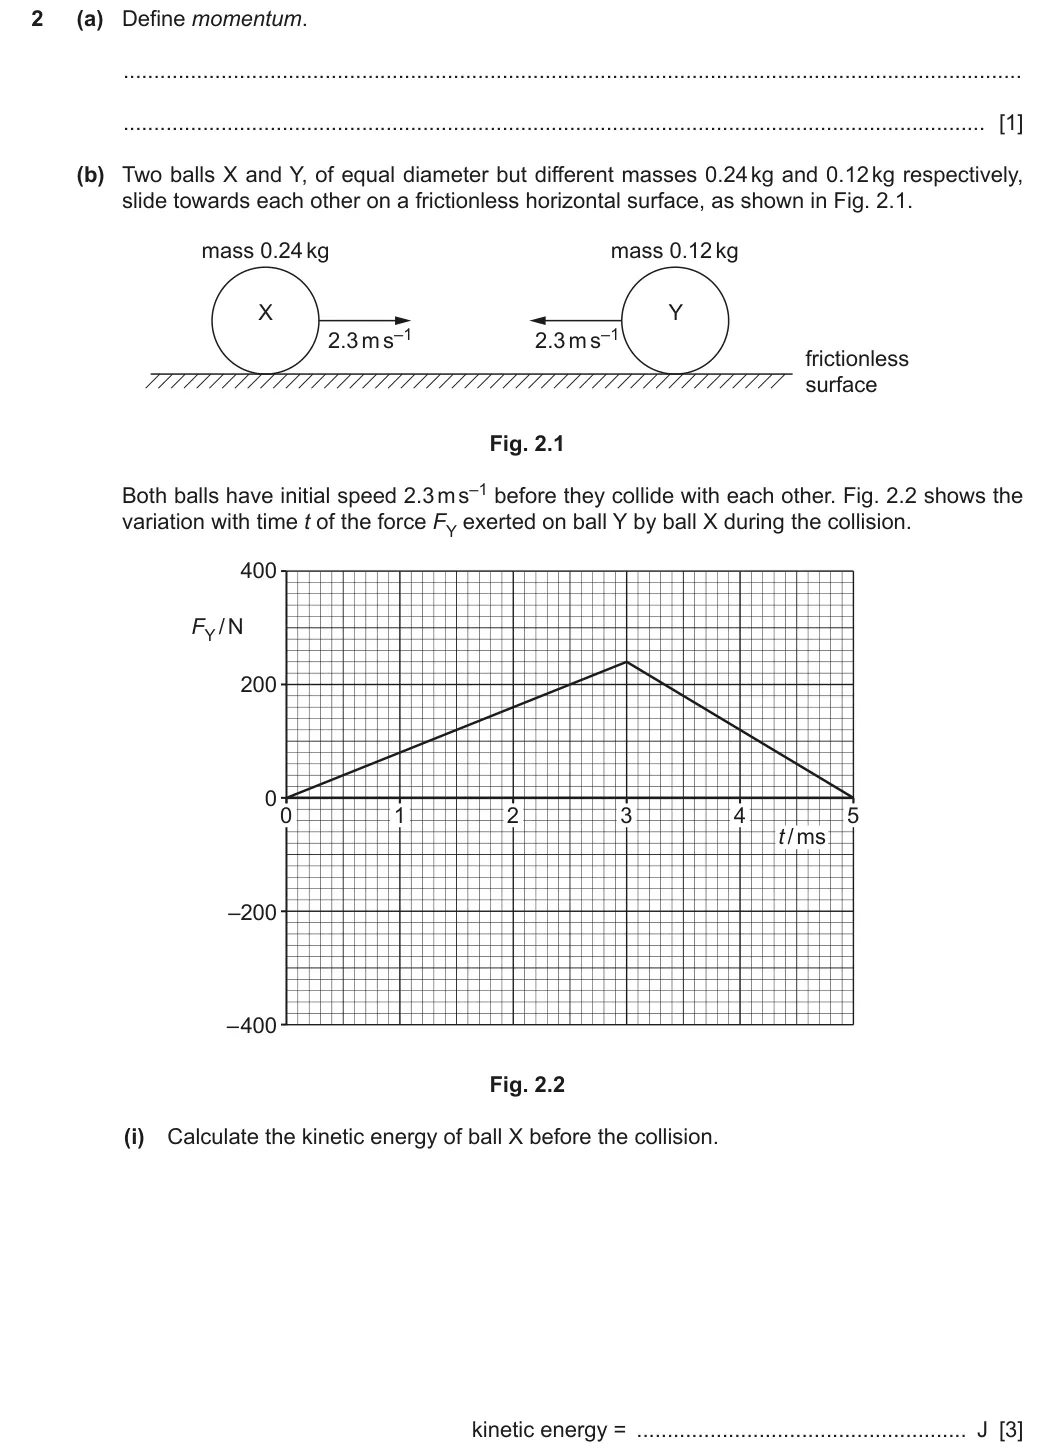 2 (a) Define momentum.
....................................................................................................................................................
.............................................................................................................................................. [1]
(b) Two balls X and Y, of equal diameter but different masses 0.24 kg and 0.12 kg respectively,
slide towards each other on a frictionless horizontal surface, as shown in Fig. 2.1.
mass 0.24 kg mass 0.12 kg
X Y
2.3 m s–1 2.3 m s–1
frictionless
surface
Fig. 2.1
Both balls have initial speed 2.3 m s–1 before they collide with each other. Fig. 2.2 shows the
variation with time t of the force FY exerted on ball Y by ball X during the collision.
400
FY / N
200
0
0 1 2 3 4 5
t / ms
–200
–400
Fig. 2.2
(i) Calculate the kinetic energy of ball X before the collision.
kinetic energy = ...................................................... J [3]